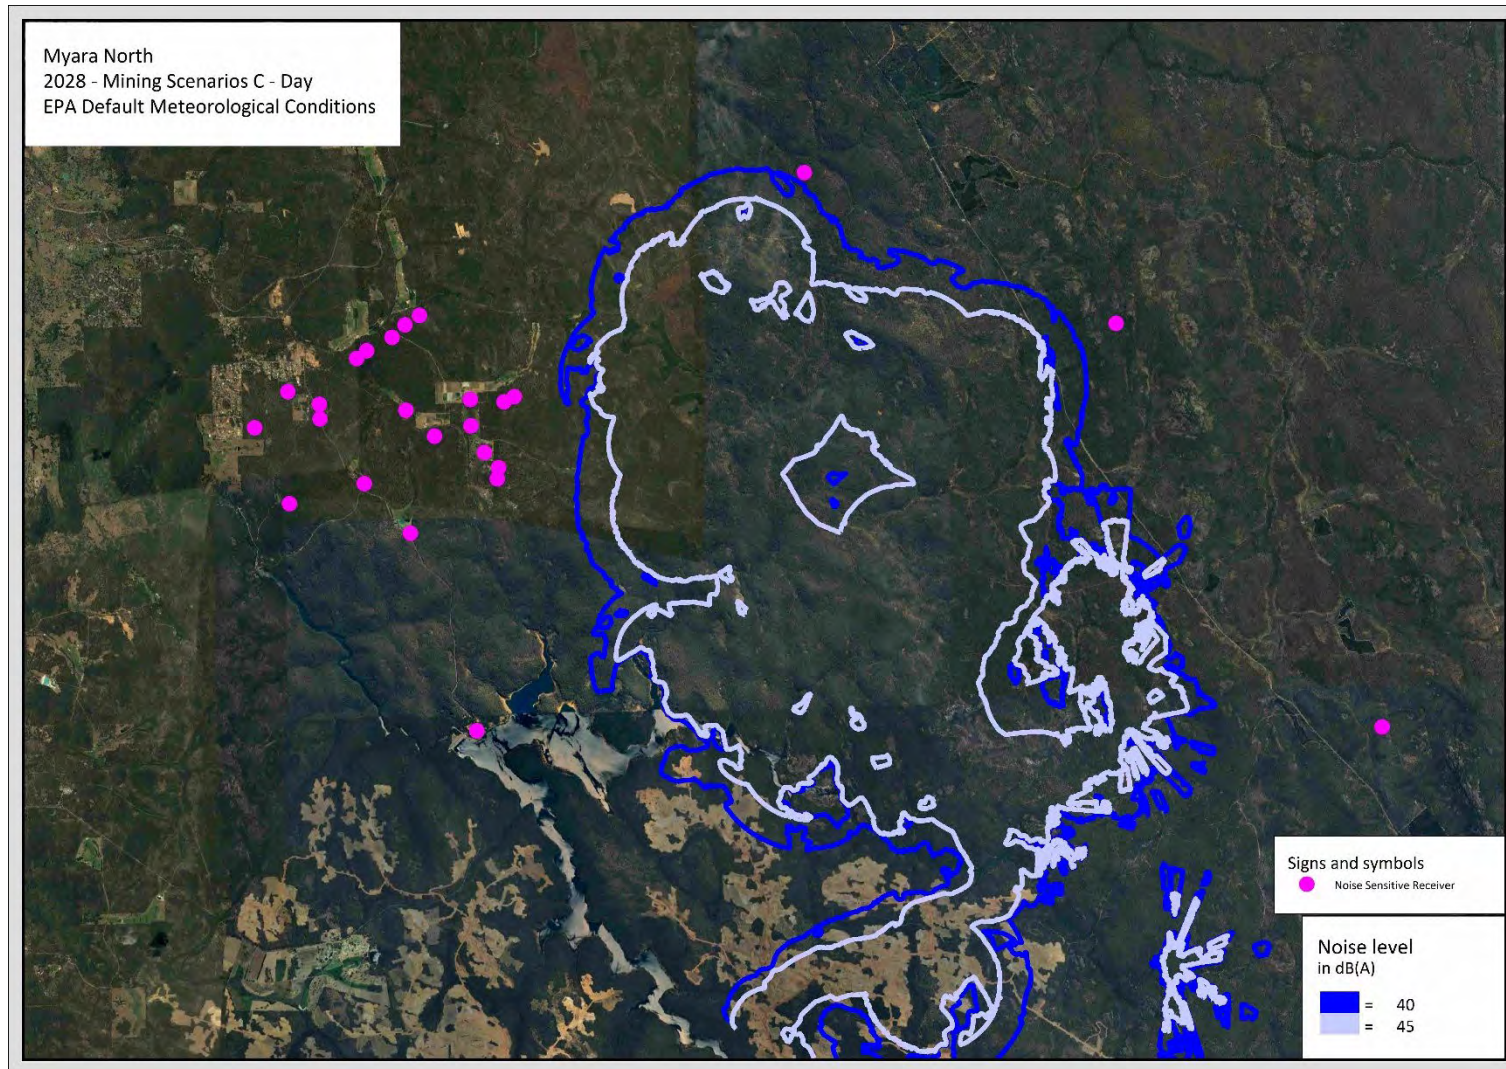 Myara North
2028 - Mining Scenarios C - Day
EPA Default Meteorological Conditions
Signs and symbols
Noise Sensitive Receiver
Noise level
in dB(A)
= 40
= 45